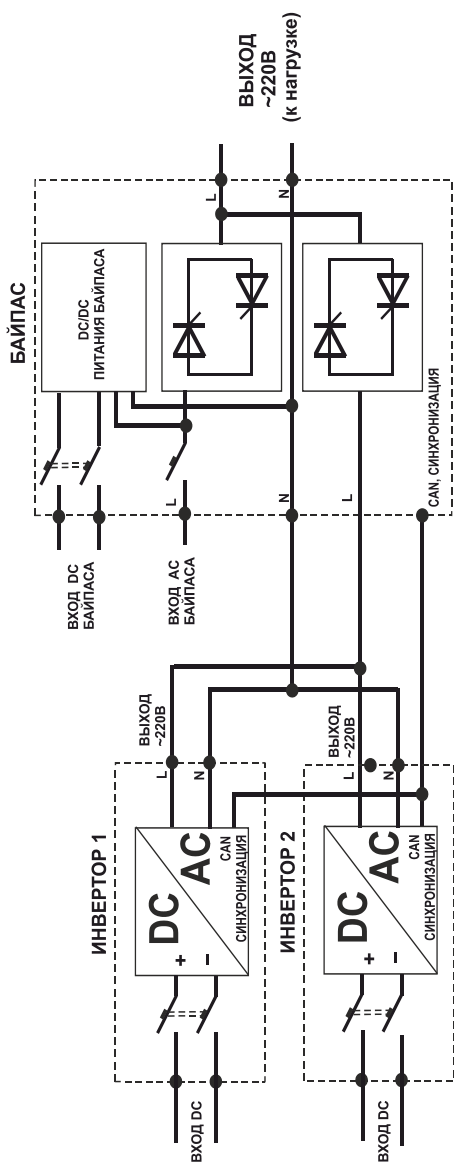 ИНВЕРТОР 1
ВХОД DC
+
–
DC
AC
CAN
СИНХРОНИЗАЦИЯ
L
N
ВЫХОД
~220В
ИНВЕРТОР 2
ВХОД DC
+
–
DC
AC
CAN
СИНХРОНИЗАЦИЯ
L
N
ВЫХОД
~220В
БАЙПАС
ВХОД DC
БАЙПАСА
ВХОД AC
БАЙПАСА
L
N
L
DC/DC
ПИТАНИЯ БАЙПАСА
CAN, СИНХРОНИЗАЦИЯ
L
N
ВЫХОД
~220В
(к нагрузке)